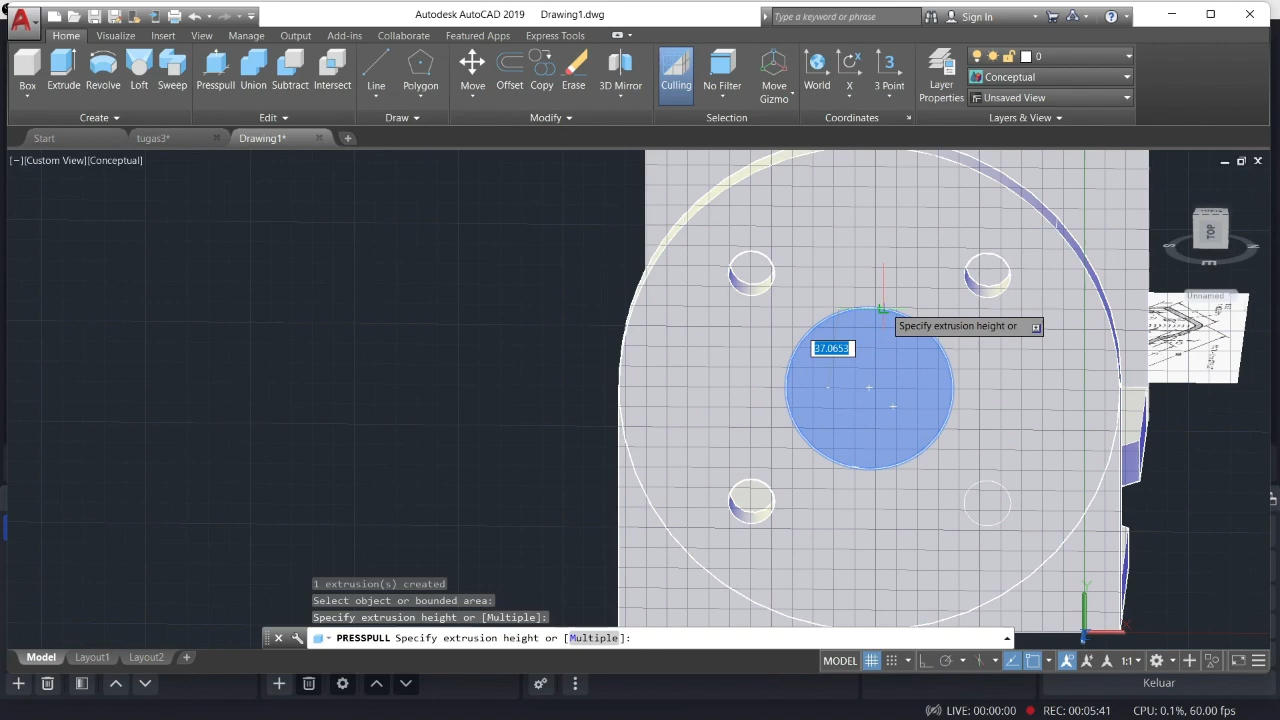 Autodesk AutoCAD 2019 Drawing1.dwg
Type a keyword or phrase
Sign In
Home Visualize Insert View Manage Output Add-ins Collaborate Featured Apps Express Tools
Box Extrude Revolve Loft Sweep
Presspull Union Subtract Intersect
Line Polygon
Move Offset Copy Erase 3D Mirror
Culling No Filter Move Gizmo
World X 3 Point
Layer Properties
0
Conceptual
Unsaved View
Create Edit Draw Modify Selection Coordinates Layers & View
Start tugas3* Drawing1*
[−][Custom View][Conceptual]
TOP
S
N
E
Unnamed
Specify extrusion height or
37.0653
Y
1 extrusion(s) created
Select object or bounded area:
Specify extrusion height or [Multiple]:
PRESSPULL Specify extrusion height or [Multiple]:
Model Layout1 Layout2 +
MODEL
1:1
Keluar
LIVE: 00:00:00 REC: 00:05:41 CPU: 0.1%, 60.00 fps